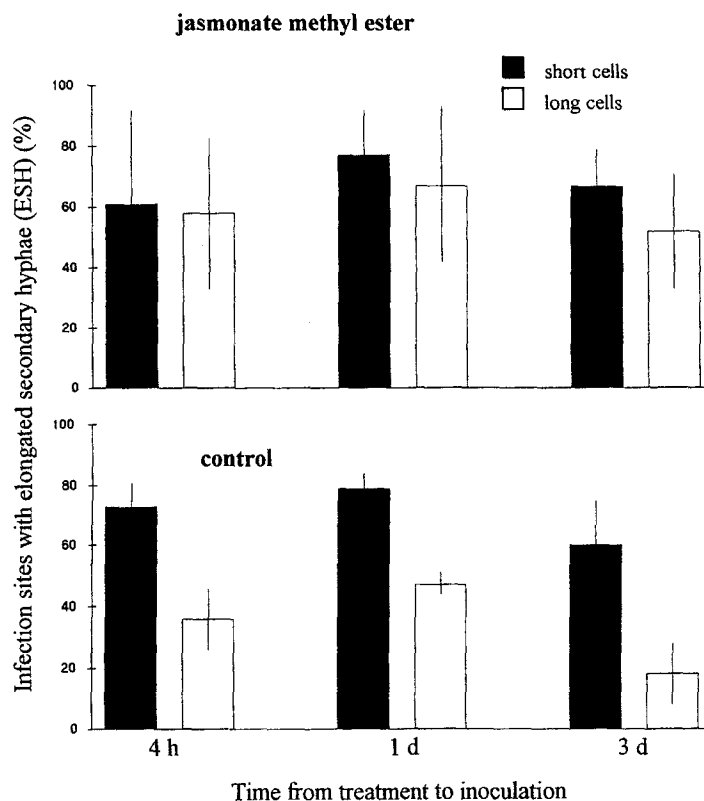 jasmonate methyl ester
short cells
long cells
100
80
60
40
20
0
control
80
60
40
20
0
4 h 1 d 3 d
Time from treatment to inoculation
Infection sites with elongated secondary hyphae (ESH) (%)